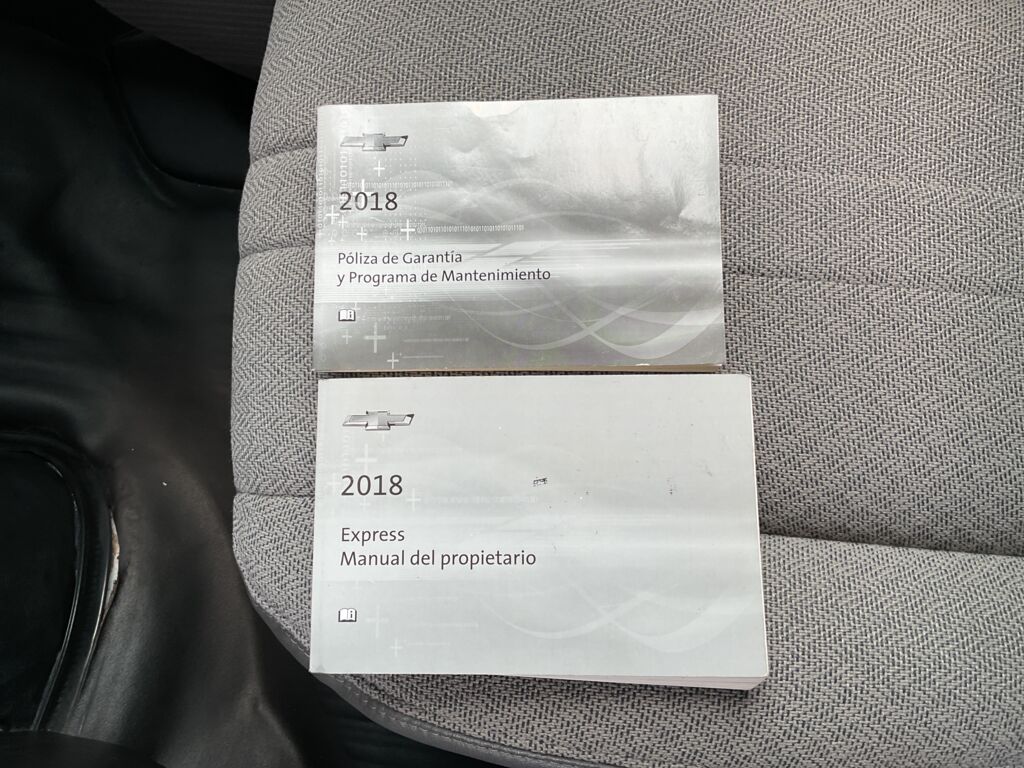 2018
Póliza de Garantía
y Programa de Mantenimiento
2018
Express
Manual del propietario